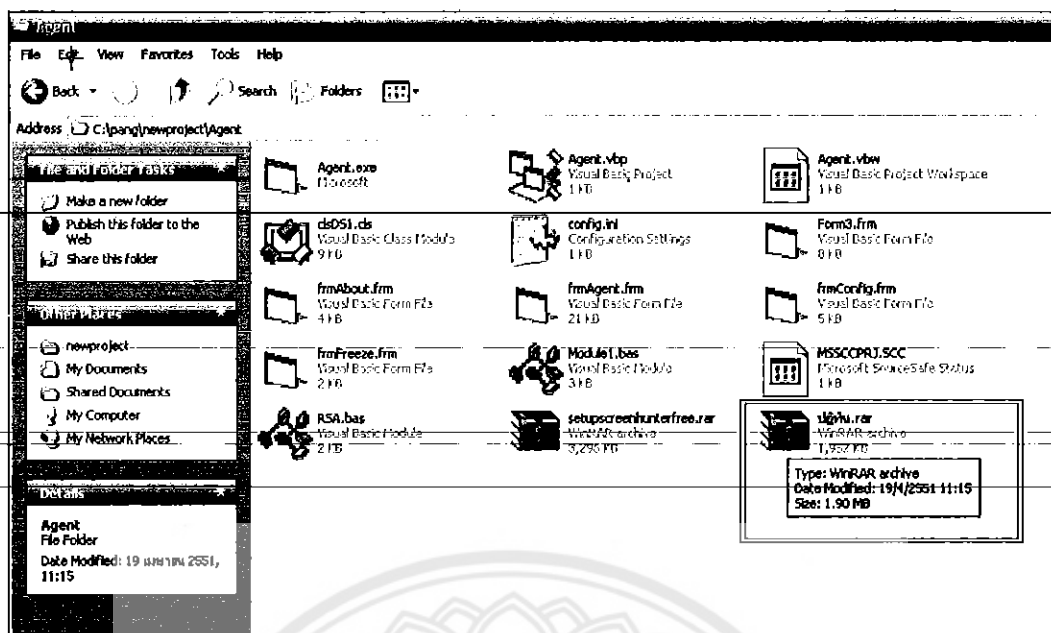 Agent
File Edit View Favorites Tools Help
Back Search Folders
Address C:\pang\newproject\Agent
File and Folder Tasks
Make a new folder
Publish this folder to the
Web
Share this folder
Other Places
newproject
My Documents
Shared Documents
My Computer
My Network Places
Details
Agent
File Folder
Date Modified: 19 เมษายน 2551,
11:15
Agent.exe
Microsoft
Agent.vbp
Visual Basic Project
1 KB
Agent.vbw
Visual Basic Project Workspace
1 KB
clsDS1.cls
Visual Basic Class Module
9 KB
config.ini
Configuration Settings
1 KB
Form3.frm
Visual Basic Form File
8 KB
frmAbout.frm
Visual Basic Form File
4 KB
frmAgent.frm
Visual Basic Form File
21 KB
frmConfig.frm
Visual Basic Form File
5 KB
frmFreeze.frm
Visual Basic Form File
2 KB
Module1.bas
Visual Basic Module
3 KB
MSSCCPRJ.SCC
Microsoft SourceSafe Status
1 KB
RSA.bas
Visual Basic Module
2 KB
setupscreenhunterfree.rar
WinRAR archive
3,293 KB
.rar
WinRAR archive
1,952 KB
Type: WinRAR archive
Date Modified: 19/4/2551 11:15
Size: 1.90 MB